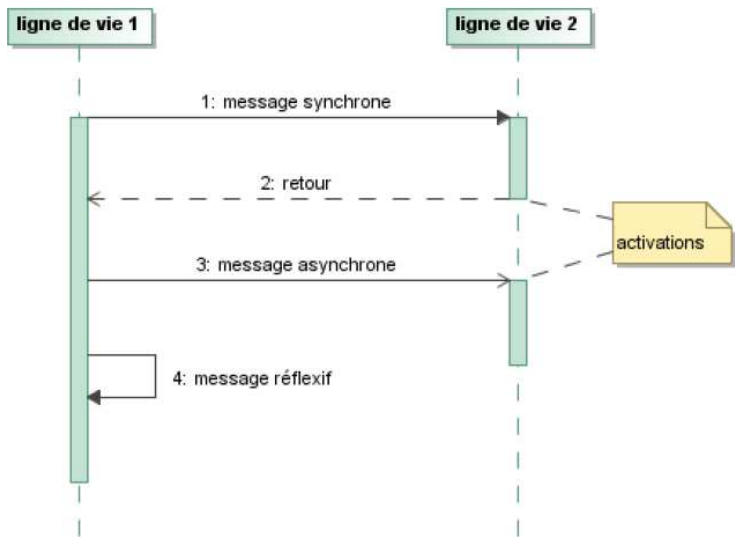 ligne de vie 1
ligne de vie 2
1: message synchrone
2: retour
activations
3: message asynchrone
4: message réflexif